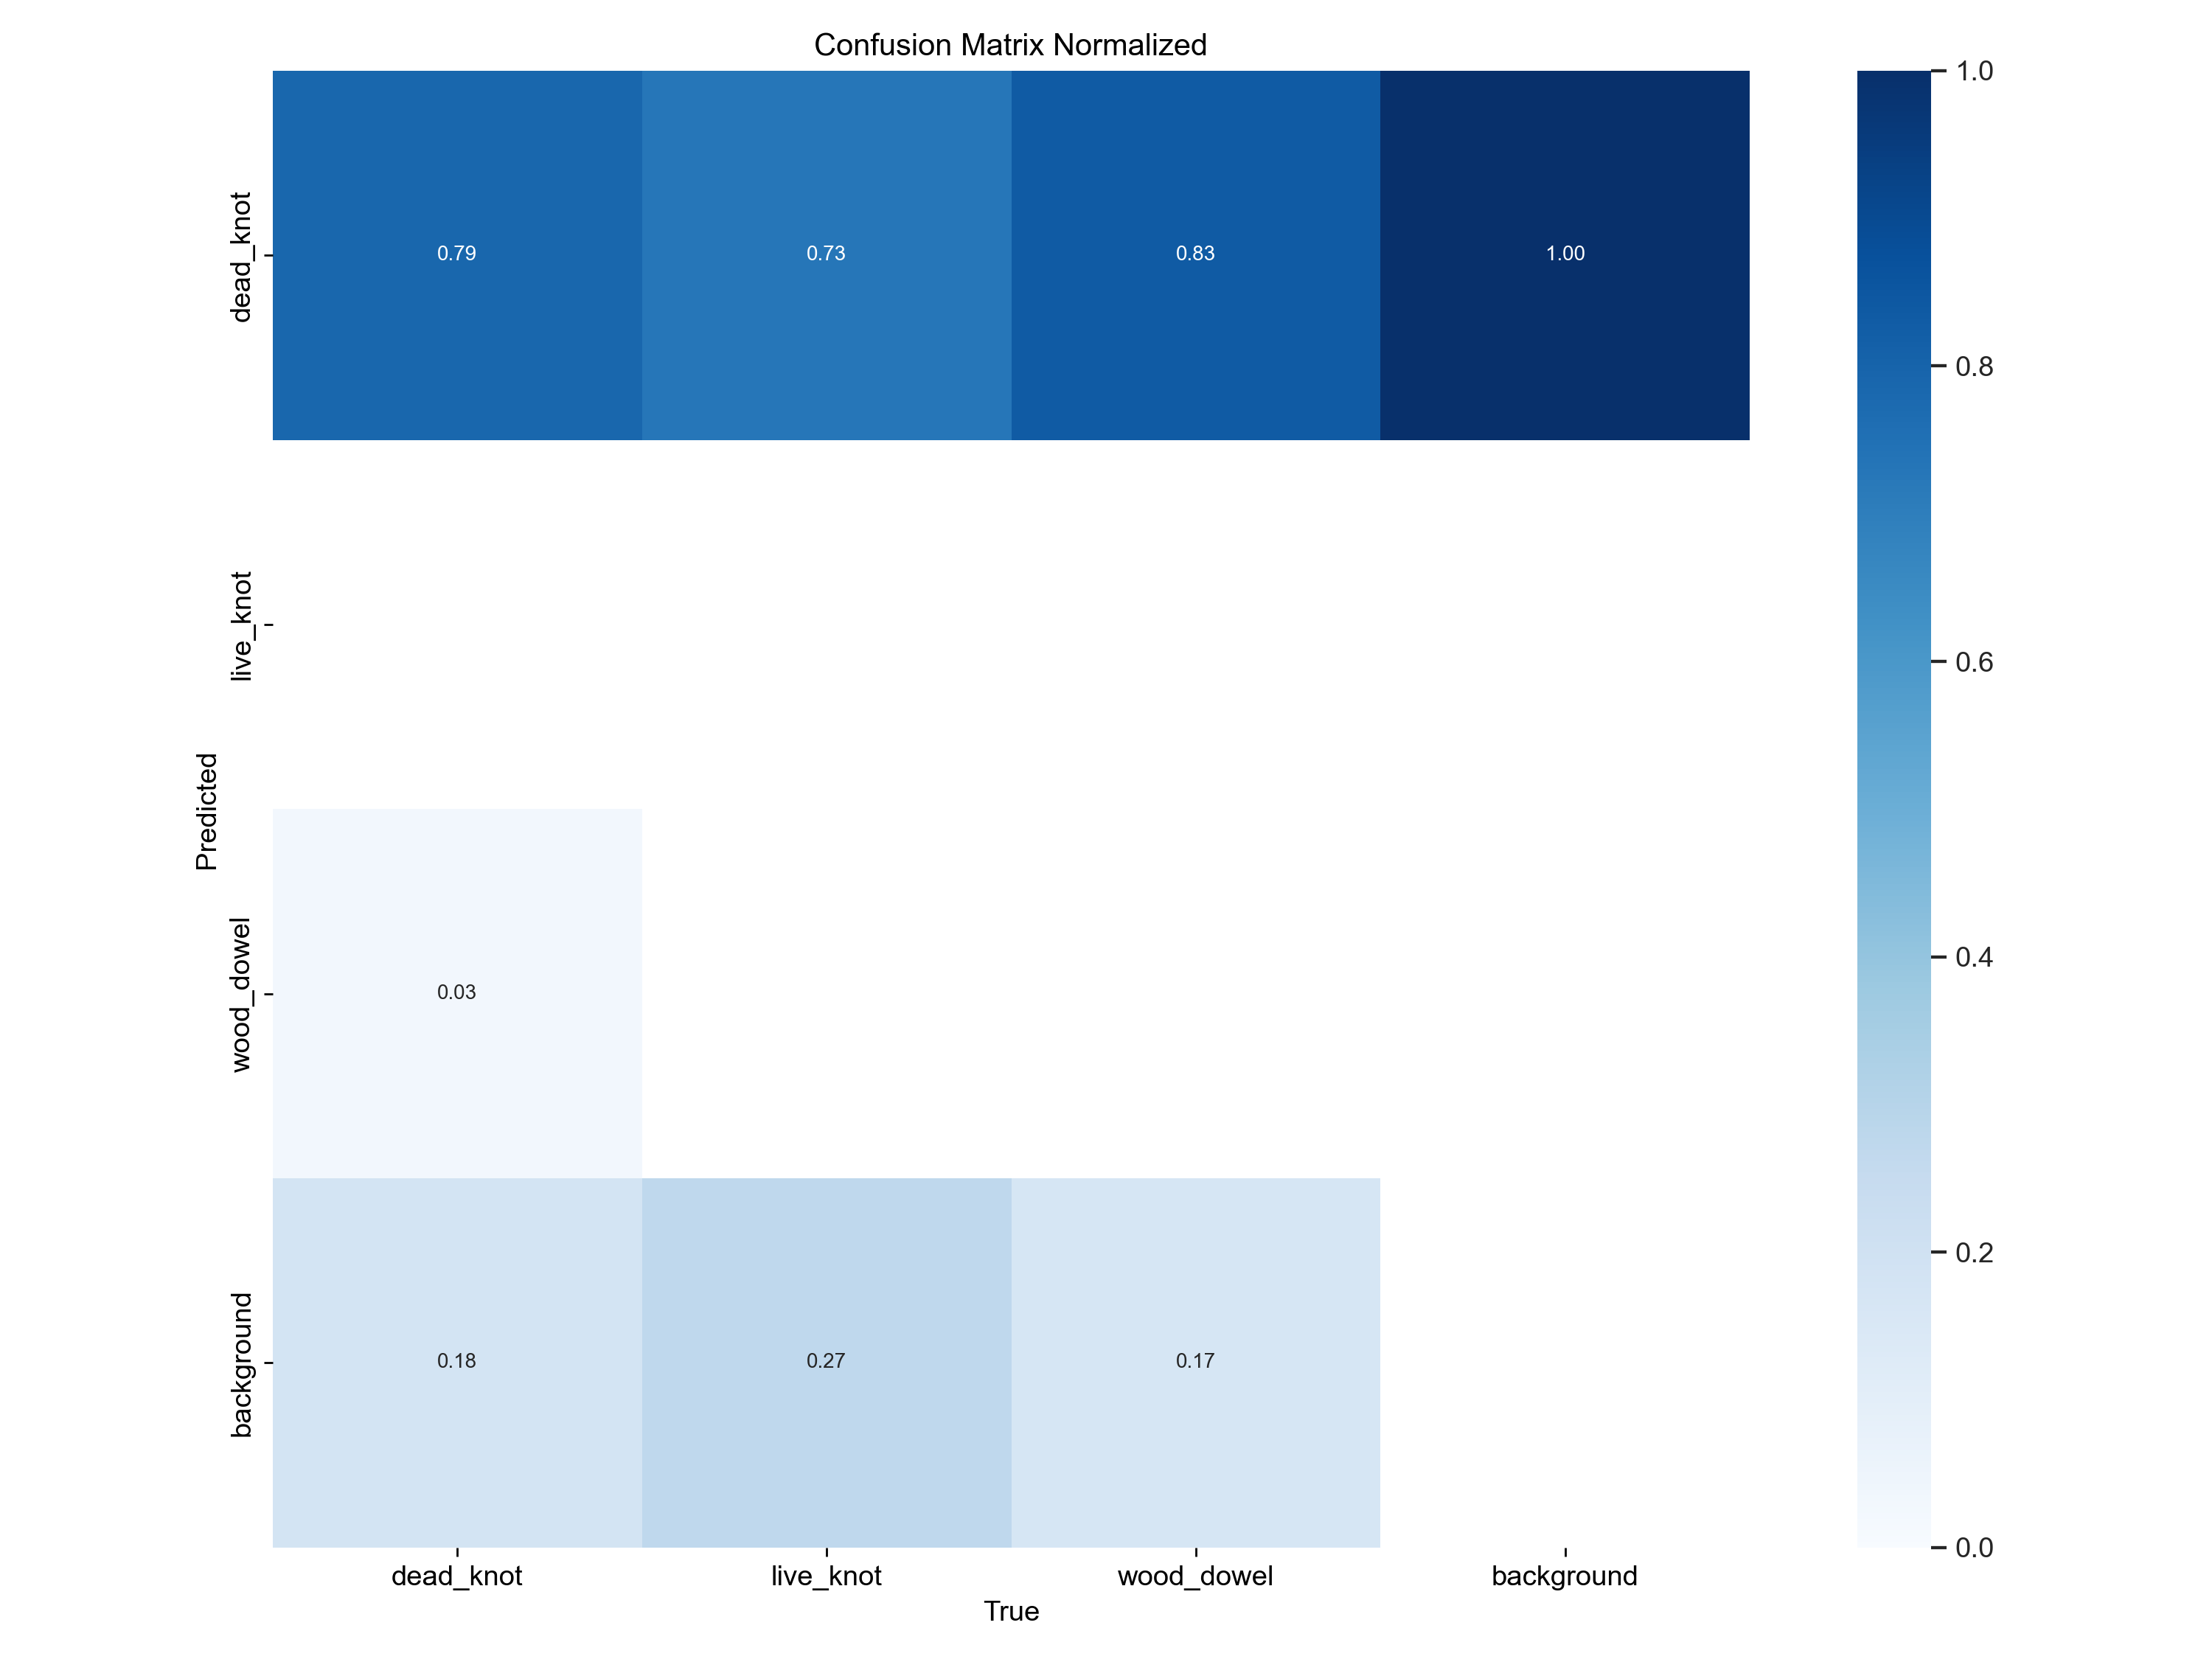 Confusion Matrix Normalized
dead_knot
0.79 0.73 0.83 1.00
live_knot
Predicted
wood_dowel
0.03
background
0.18 0.27 0.17
dead_knot live_knot wood_dowel background
True
1.0
0.8
0.6
0.4
0.2
0.0